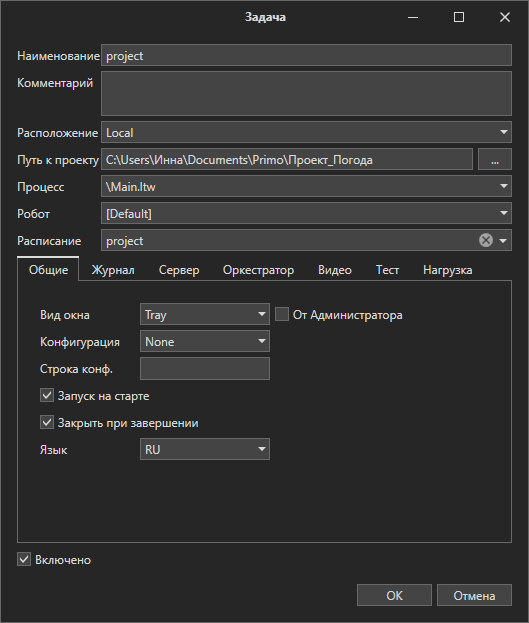 Задача
Наименование project
Комментарий
Расположение Local
Путь к проекту C:\Users\Инна\Documents\Primo\Проект_Погода ...
Процесс \Main.ltw
Робот [Default]
Расписание project
Общие Журнал Сервер Оркестратор Видео Тест Нагрузка
Вид окна Tray От Администратора
Конфигурация None
Строка конф.
Запуск на старте
Закрыть при завершении
Язык RU
Включено
OK Отмена